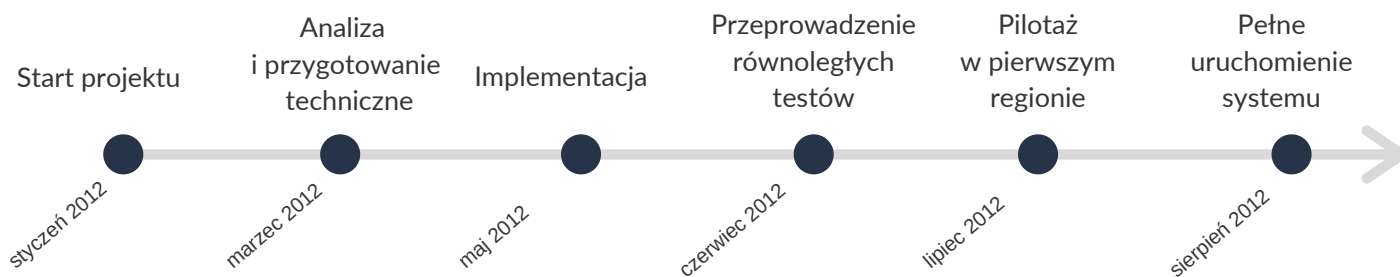 Start projektu
Analiza
i przygotowanie
techniczne
Implementacja
Przeprowadzenie
równoległych
testów
Pilotaż
w pierwszym
regionie
Pełne
uruchomienie
systemu
styczeń 2012
marzec 2012
maj 2012
czerwiec 2012
lipiec 2012
sierpień 2012